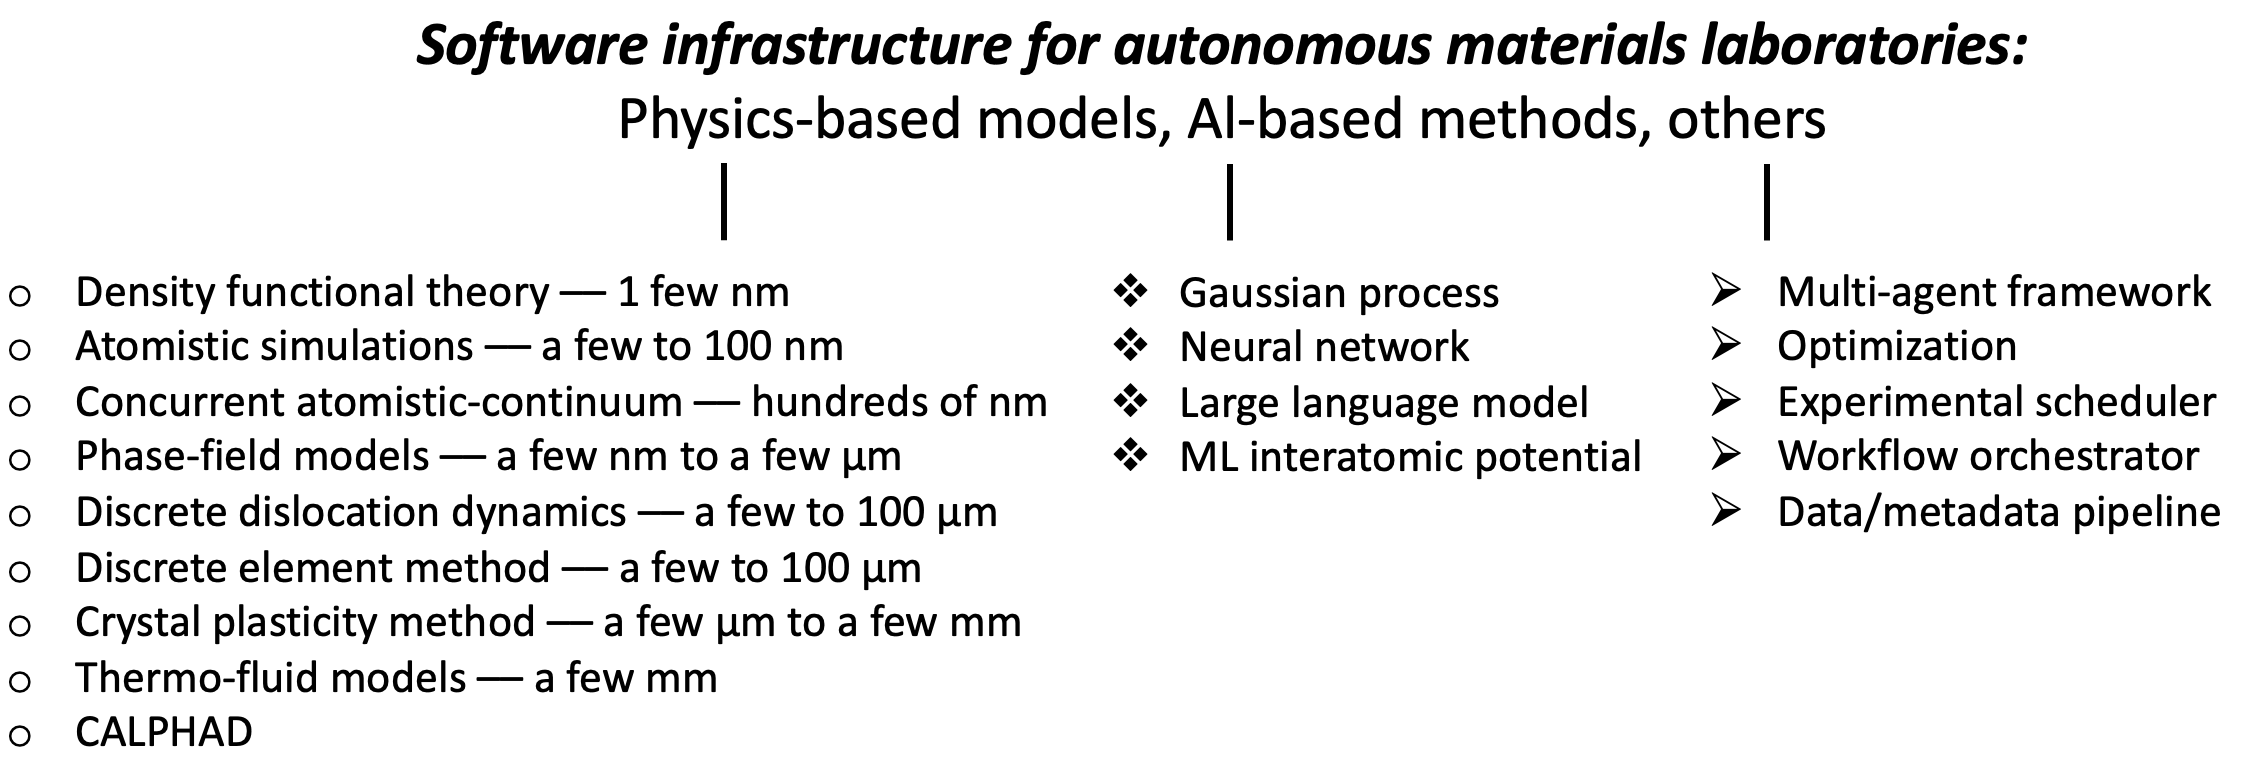 Software infrastructure for autonomous materials laboratories:
Physics-based models, AI-based methods, others
Density functional theory — 1 few nm
Atomistic simulations — a few to 100 nm
Concurrent atomistic-continuum — hundreds of nm
Phase-field models — a few nm to a few μm
Discrete dislocation dynamics — a few to 100 μm
Discrete element method — a few to 100 μm
Crystal plasticity method — a few μm to a few mm
Thermo-fluid models — a few mm
CALPHAD
Gaussian process
Neural network
Large language model
ML interatomic potential
Multi-agent framework
Optimization
Experimental scheduler
Workflow orchestrator
Data/metadata pipeline